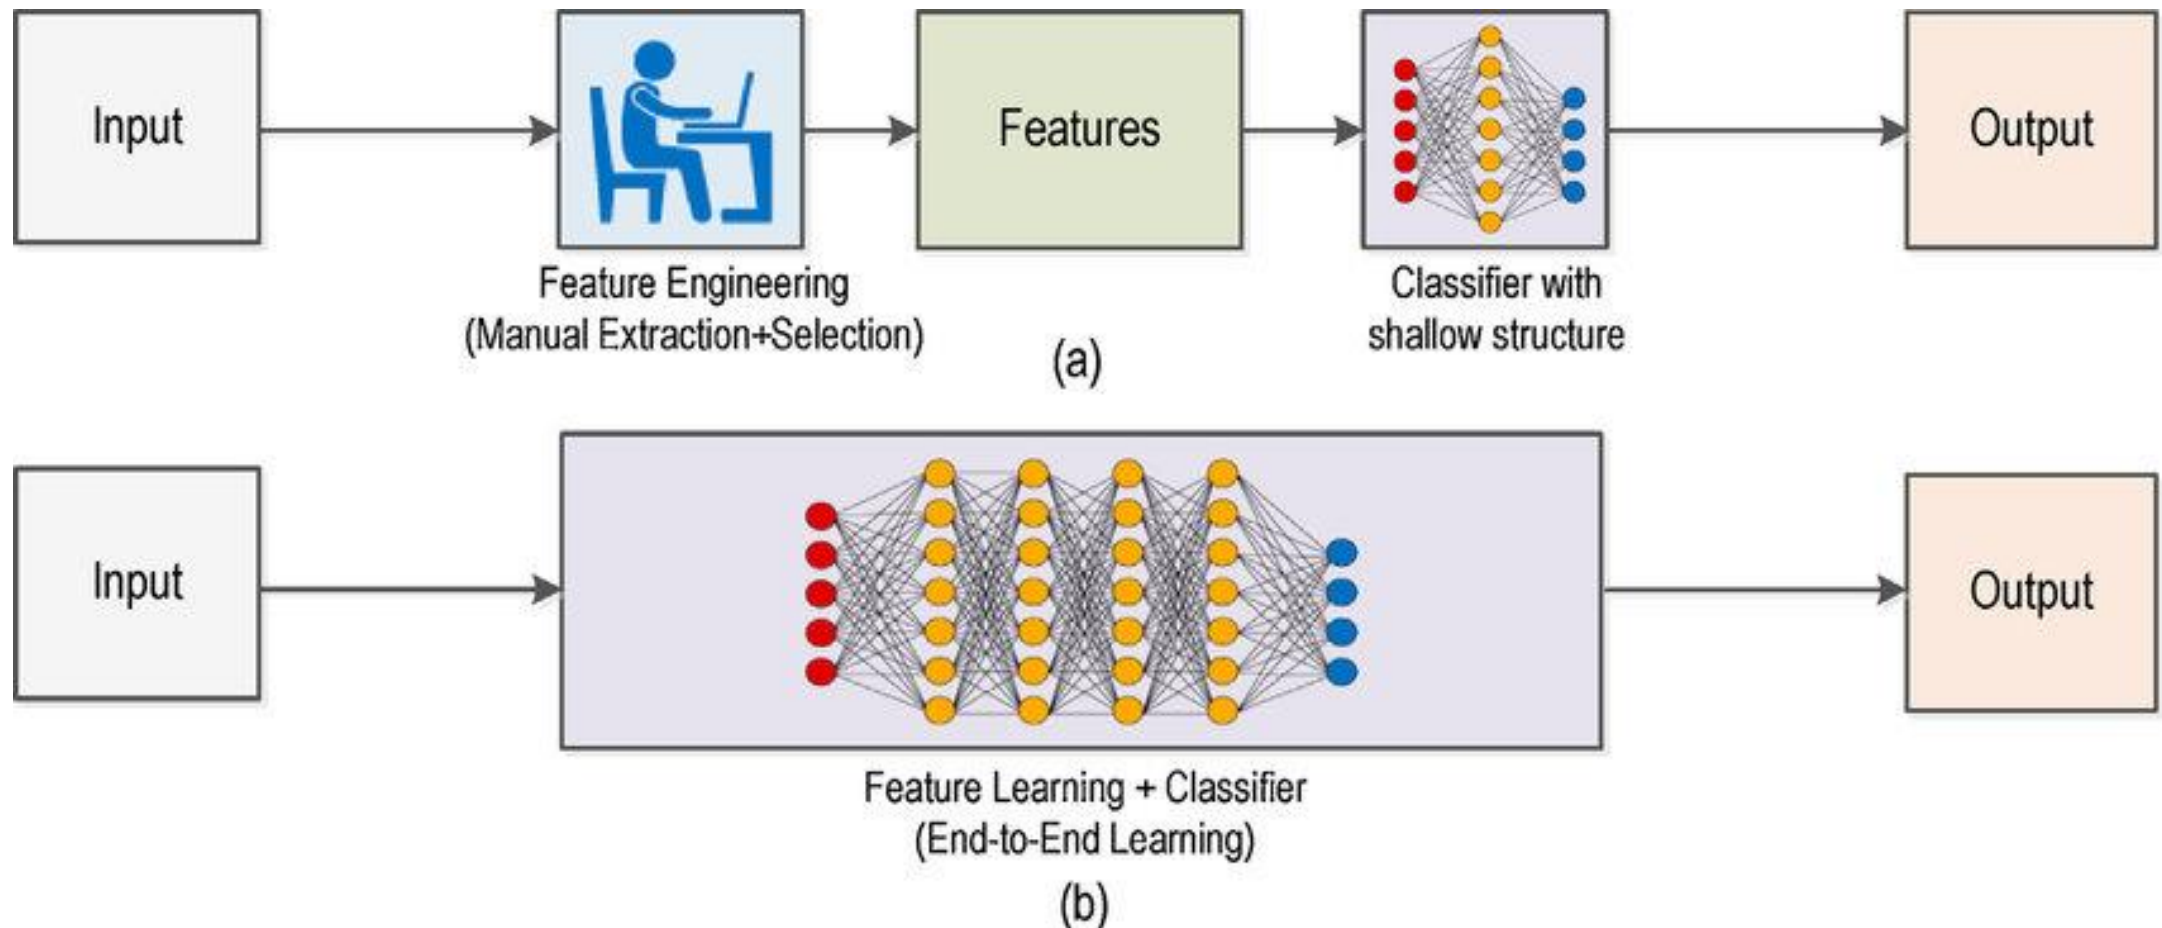 Input
Features
Output
Feature Engineering
(Manual Extraction+Selection)
Classifier with
shallow structure
(a)
Input
Output
Feature Learning + Classifier
(End-to-End Learning)
(b)